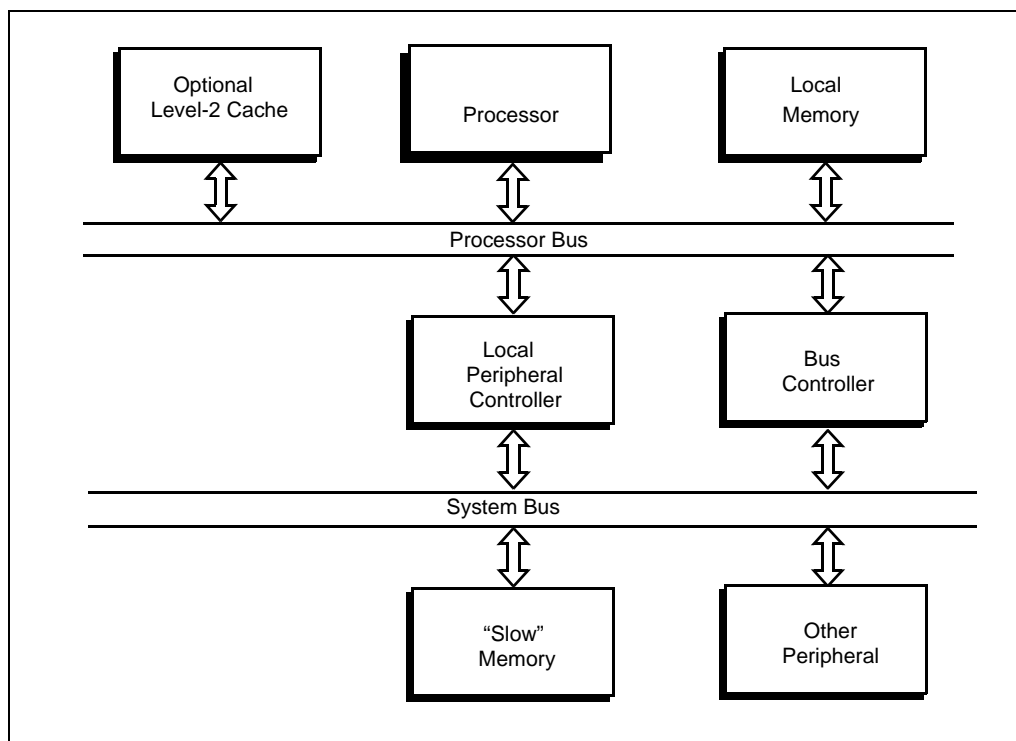 Optional
Level-2 Cache
Processor
Local
Memory
Processor Bus
Local
Peripheral
Controller
Bus
Controller
System Bus
“Slow”
Memory
Other
Peripheral